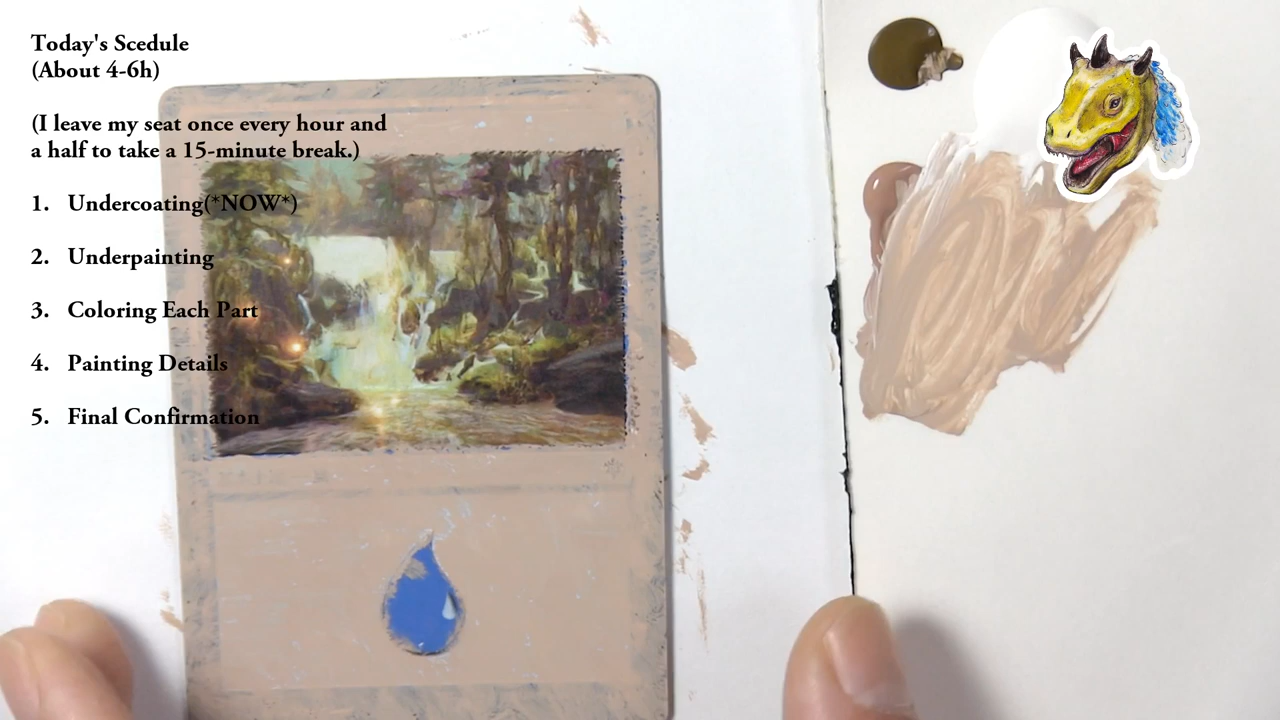 Today's Scedule
(About 4-6h)
(I leave my seat once every hour and
a half to take a 15-minute break.)
1. Undercoating(*NOW*)
2. Underpainting
3. Coloring Each Part
4. Painting Details
5. Final Confirmation